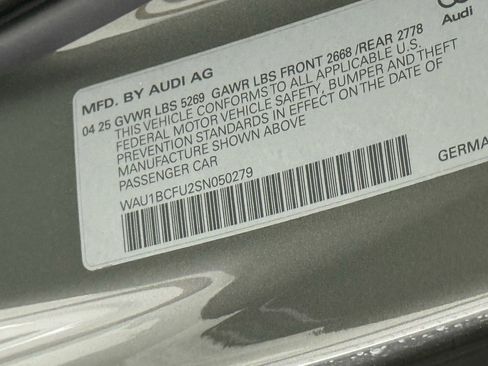 Audi
MFD. BY AUDI AG
04 25 GVWR LBS 5269 GAWR LBS FRONT 2668 /REAR 2778
THIS VEHICLE CONFORMS TO ALL APPLICABLE U.S.
FEDERAL MOTOR VEHICLE SAFETY, BUMPER AND THEFT
PREVENTION STANDARDS IN EFFECT ON THE DATE OF
MANUFACTURE SHOWN ABOVE
PASSENGER CAR
WAU1BCFU2SN050279
GERMA